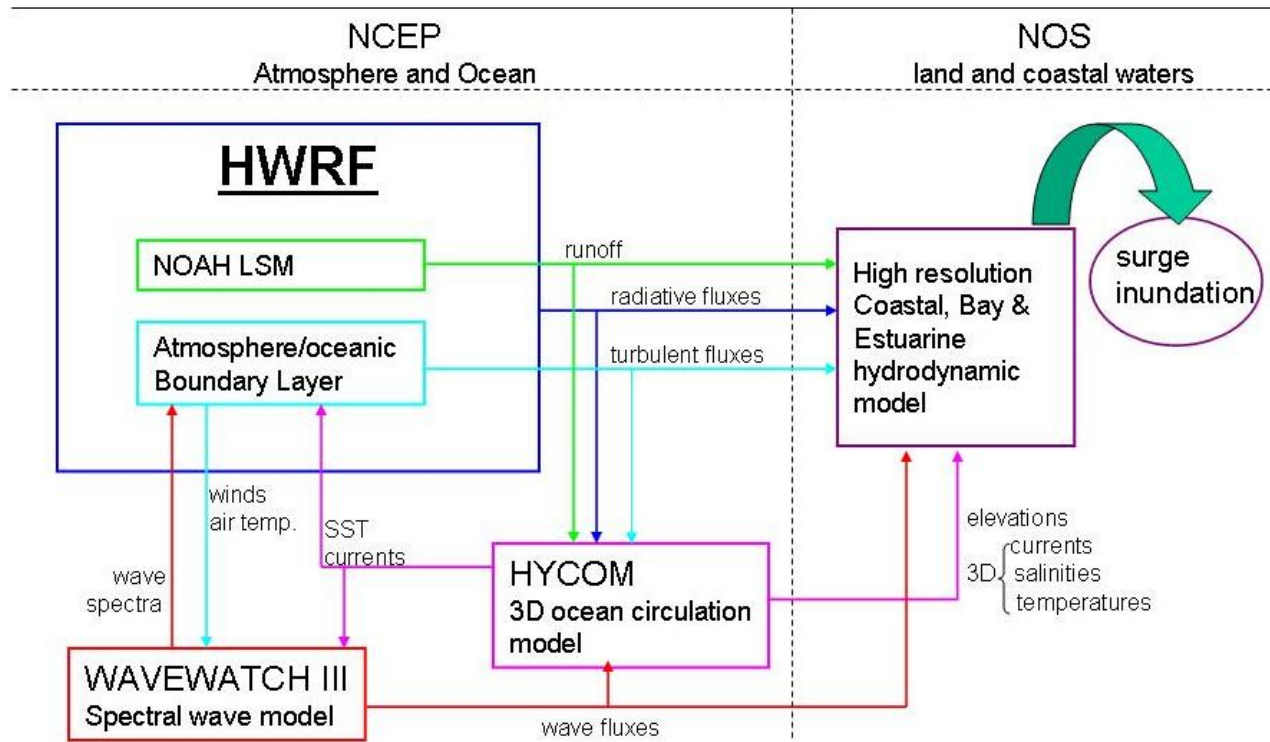 NCEP
Atmosphere and Ocean
NOS
land and coastal waters
HWRF
NOAH LSM
Atmosphere/oceanic
Boundary Layer
runoff
radiative fluxes
turbulent fluxes
High resolution
Coastal, Bay &
Estuarine
hydrodynamic
model
surge
inundation
winds
air temp.
SST
currents
wave
spectra
HYCOM
3D ocean circulation
model
elevations
currents
3D salinities
temperatures
WAVEWATCH III
Spectral wave model
wave fluxes